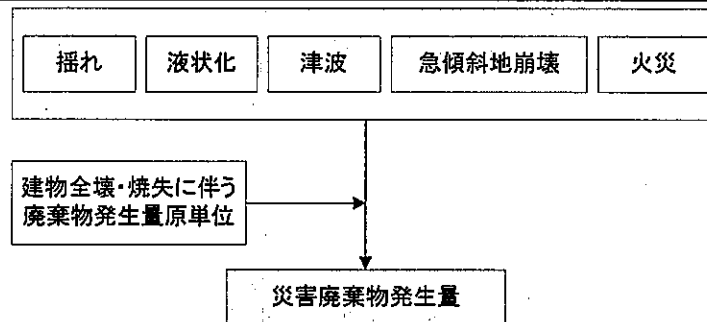 揺れ 液状化 津波 急傾斜地崩壊 火災
建物全壊・焼失に伴う
廃棄物発生量原単位
災害廃棄物発生量